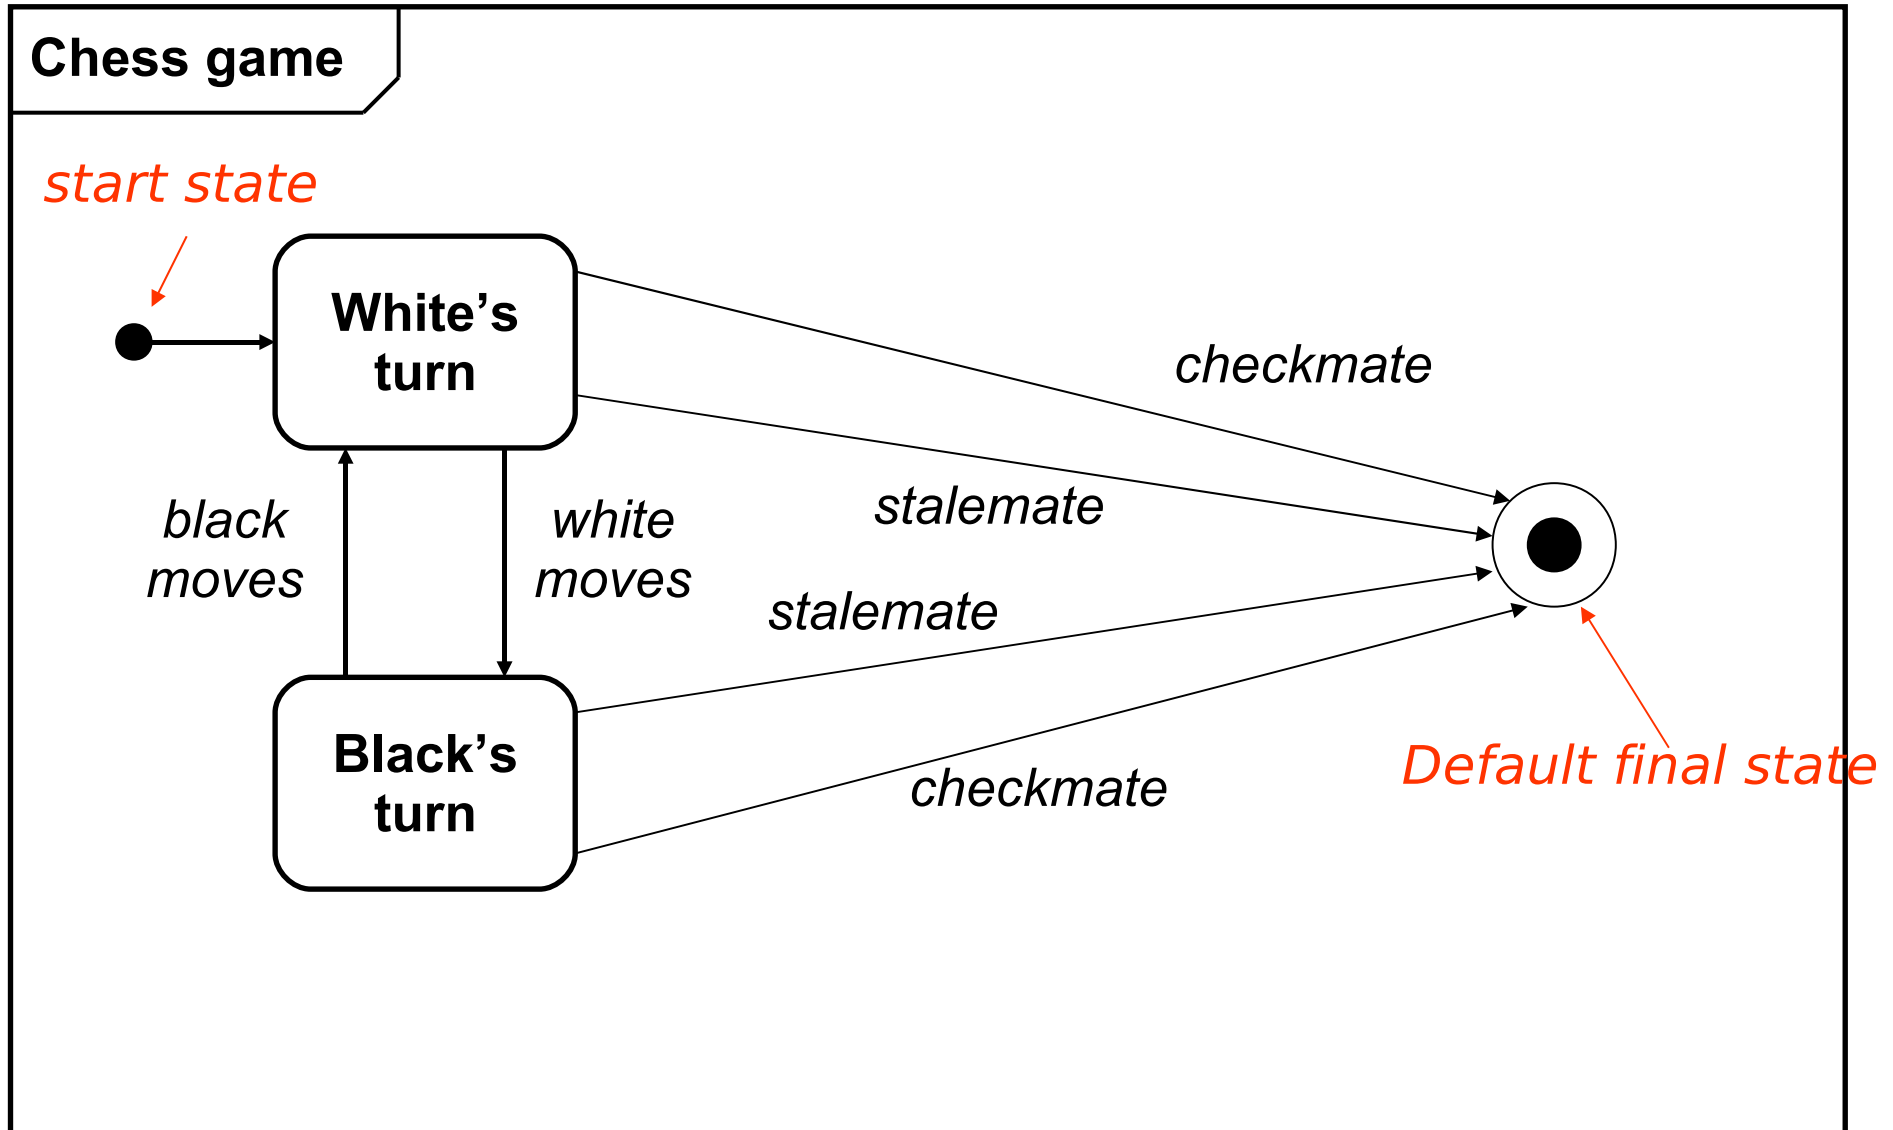 Chess game
start state
White’s
turn
checkmate
black
moves
white
moves
stalemate
stalemate
Black’s
turn
checkmate
Default final state